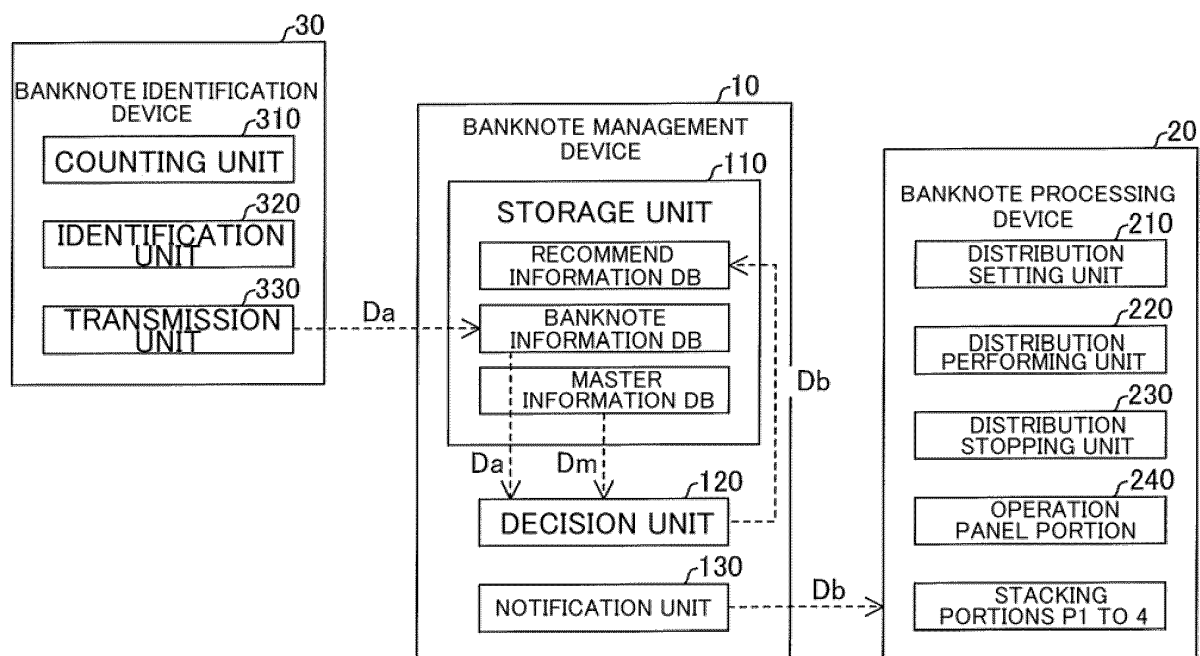 30
BANKNOTE IDENTIFICATION
DEVICE
310
COUNTING UNIT
320
IDENTIFICATION
UNIT
330
TRANSMISSION
UNIT
Da
10
BANKNOTE MANAGEMENT
DEVICE
110
STORAGE UNIT
RECOMMEND
INFORMATION DB
BANKNOTE
INFORMATION DB
MASTER
INFORMATION DB
Db
Da
Dm
120
DECISION UNIT
130
NOTIFICATION UNIT
Db
20
BANKNOTE PROCESSING
DEVICE
210
DISTRIBUTION
SETTING UNIT
220
DISTRIBUTION
PERFORMING UNIT
230
DISTRIBUTION
STOPPING UNIT
240
OPERATION
PANEL PORTION
STACKING
PORTIONS P1 TO 4